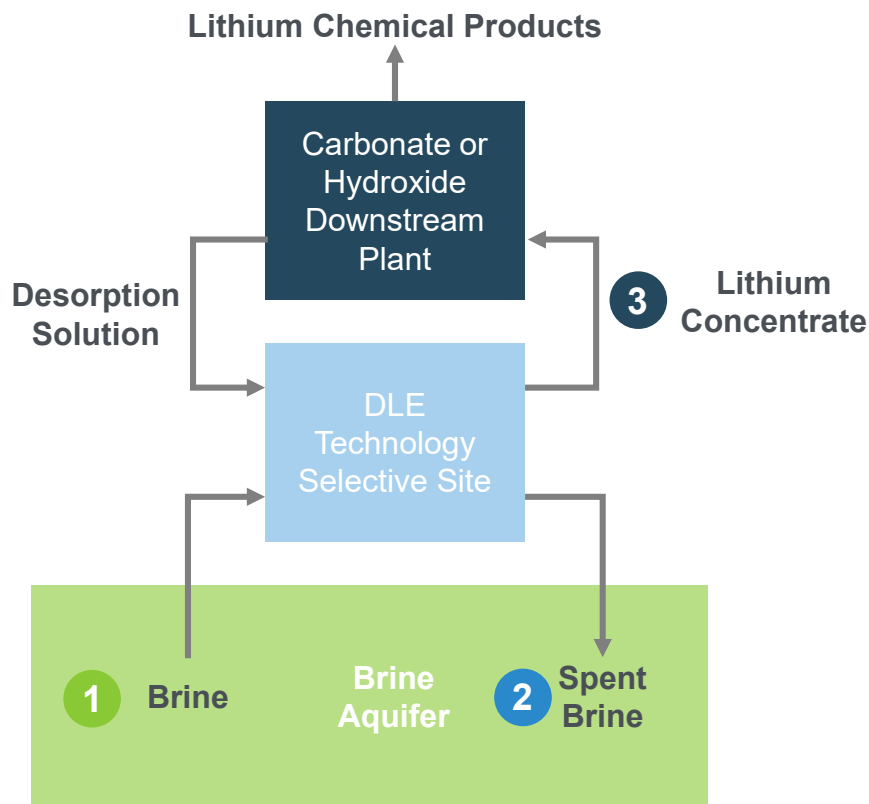 Lithium Chemical Products
Carbonate or
Hydroxide
Downstream
Plant
Desorption
Solution
3
Lithium
Concentrate
DLE
Technology
Selective Site
1
Brine
Brine
Aquifer
2
Spent
Brine